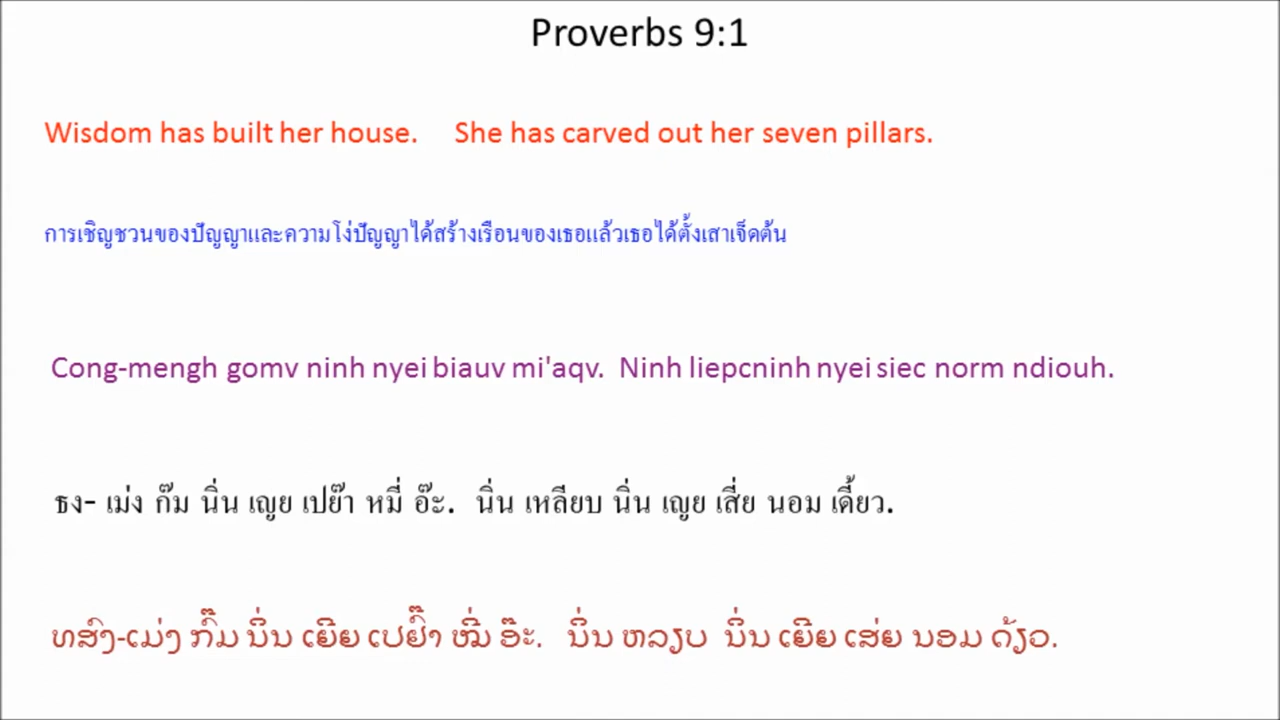 Proverbs 9:1
Wisdom has built her house. She has carved out her seven pillars.
การเชิญชวนของปัญญาและความโง่ปัญญาได้สร้างเรือนของเธอแล้วเธอได้ตั้งเสาเจ็ดต้น
Cong-mengh gomv ninh nyei biauv mi'aqv. Ninh liepcninh nyei siec norm ndiouh.
ธง- เม่ง ก๊ม นิ่น เญย เปย๊า หมี่ อ๊ะ. นิ่น เหลียบ นิ่น เญย เสี่ย นอม เดี้ยว.
ທສົງ-ເມ່ງ ກົ໊ມ ນິ່ນ ເຍີຍ ເປຢົ໊າ ໝີ່ ອ໊ະ. ນິ່ນ ຫລຽບ ນິ່ນ ເຍີຍ ເສ່ຍ ນອມ ດ້ຽວ.